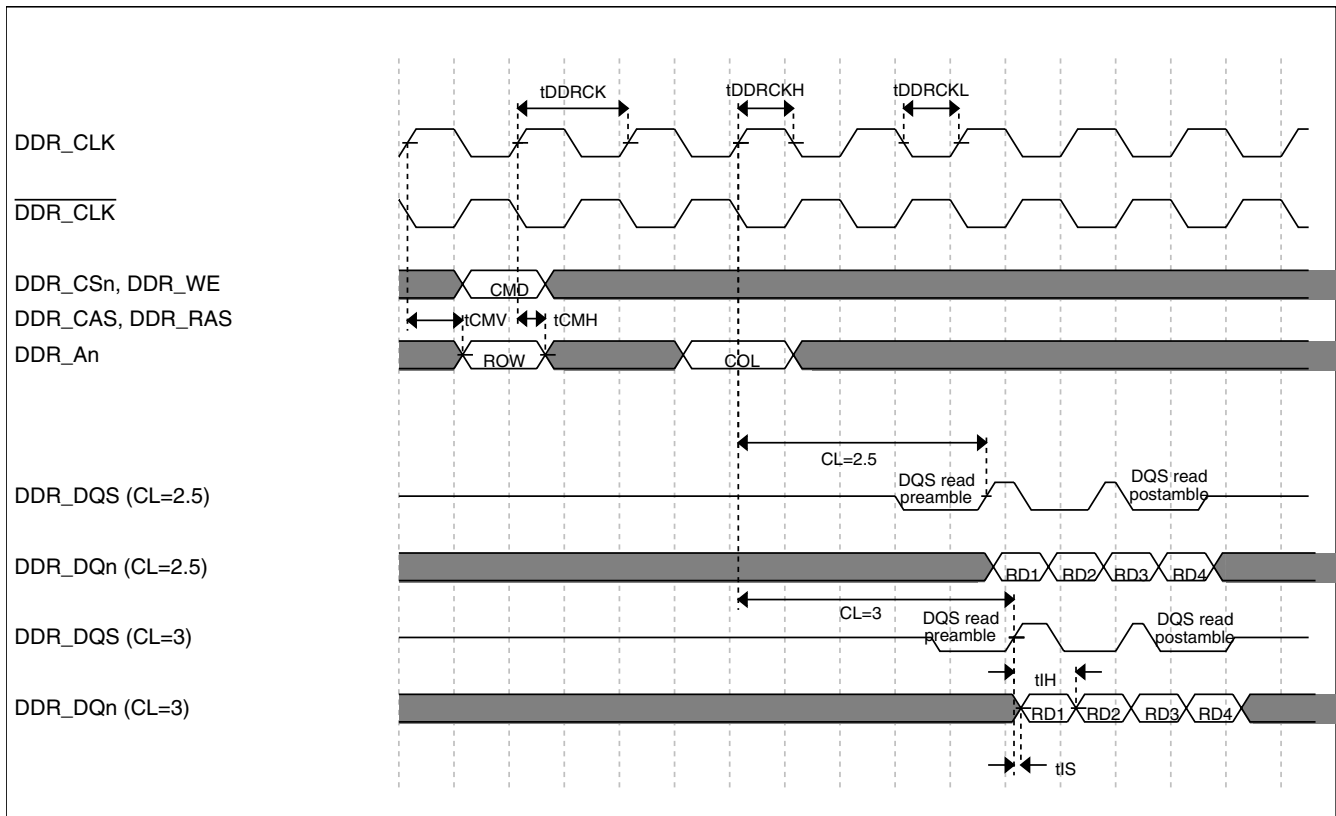 tDDRCK
tDDRCKH
tDDRCKL
DDR_CLK
DDR_CLK
DDR_CSn, DDR_WE
CMD
DDR_CAS, DDR_RAS
tCMV
tCMH
DDR_An
ROW
COL
CL=2.5
DDR_DQS (CL=2.5)
DQS read
preamble
DQS read
postamble
DDR_DQn (CL=2.5)
RD1
RD2
RD3
RD4
CL=3
DDR_DQS (CL=3)
DQS read
preamble
DQS read
postamble
tIH
DDR_DQn (CL=3)
RD1
RD2
RD3
RD4
tIS